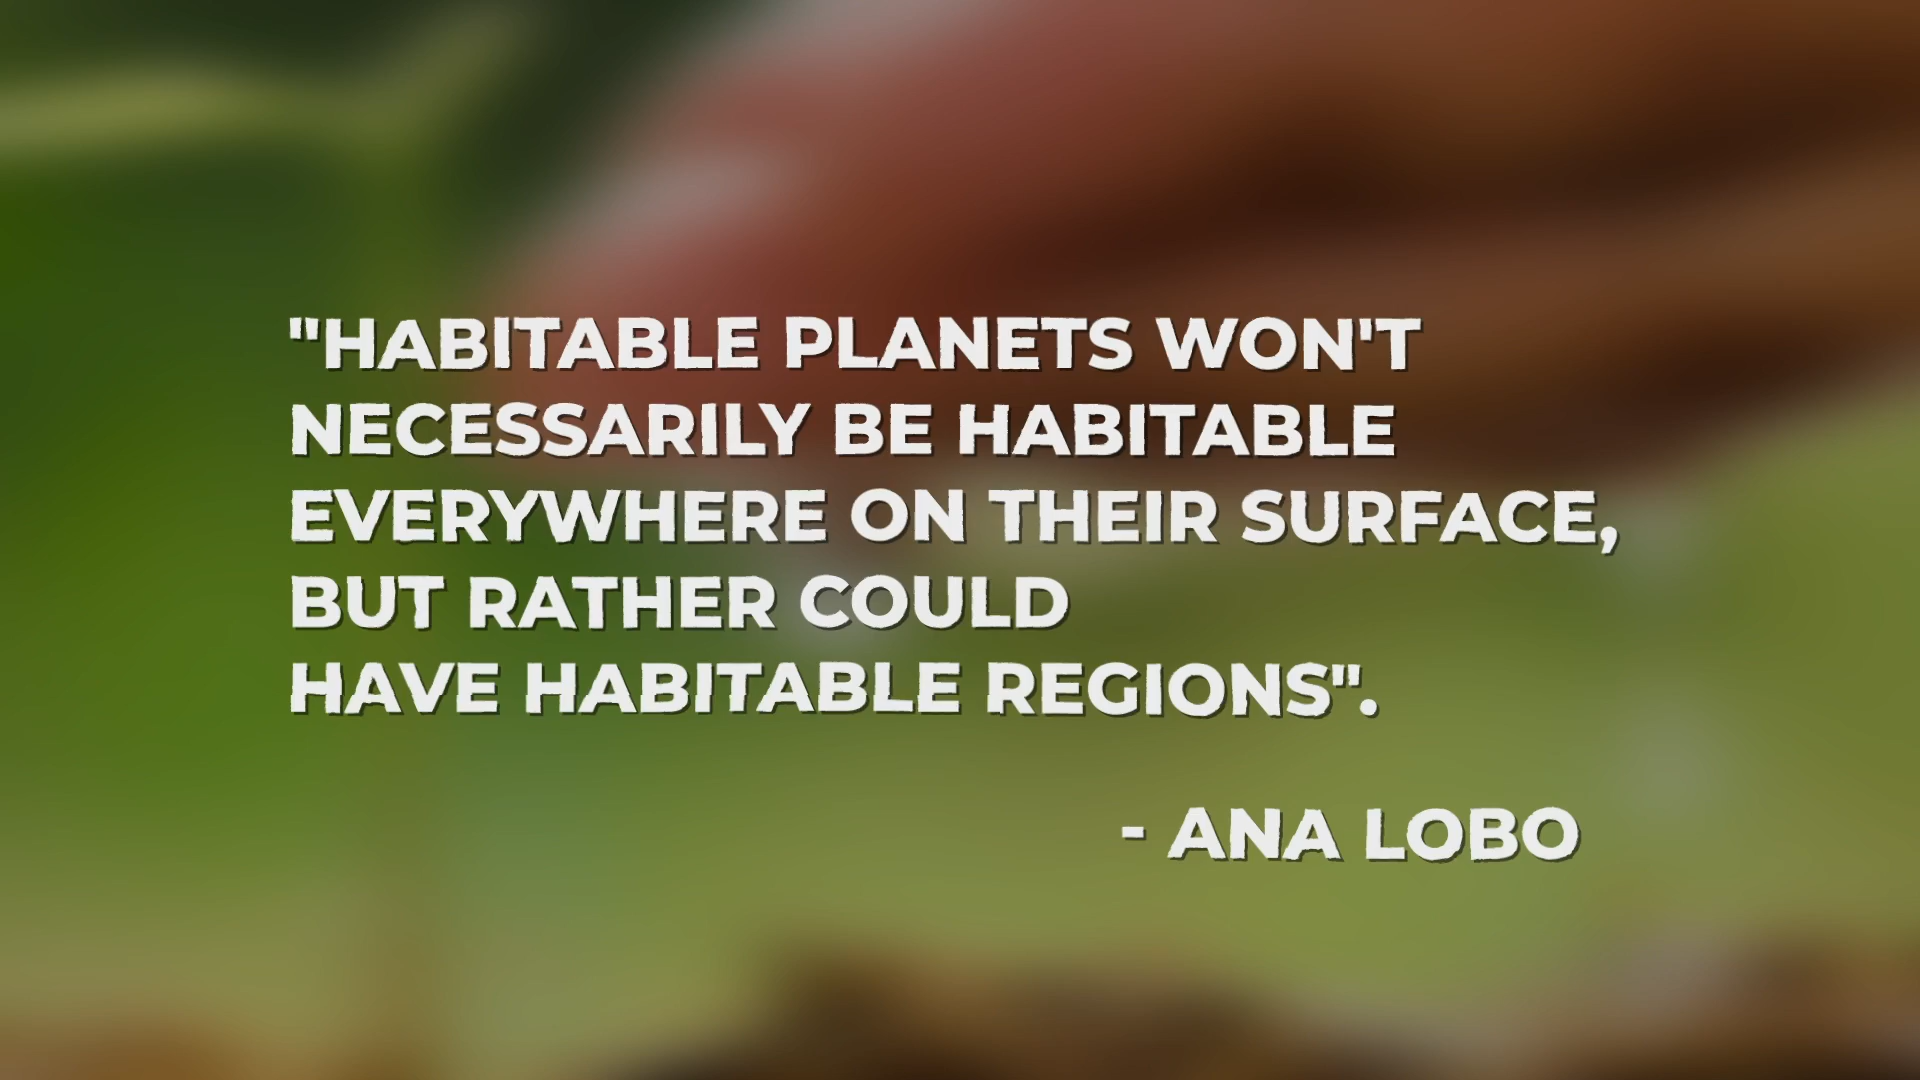 "HABITABLE PLANETS WON'T
NECESSARILY BE HABITABLE
EVERYWHERE ON THEIR SURFACE,
BUT RATHER COULD
HAVE HABITABLE REGIONS".
- ANA LOBO